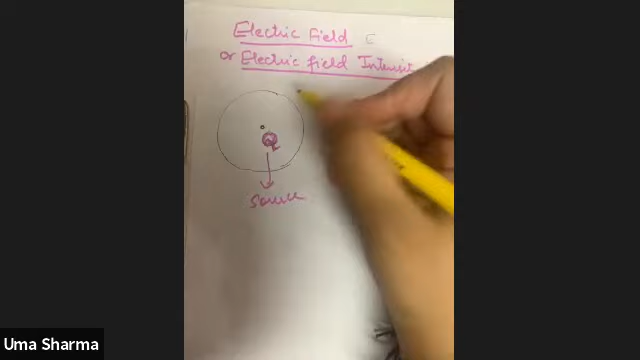 Electric Field E
or Electric field Intensit
Q
Source
Uma Sharma